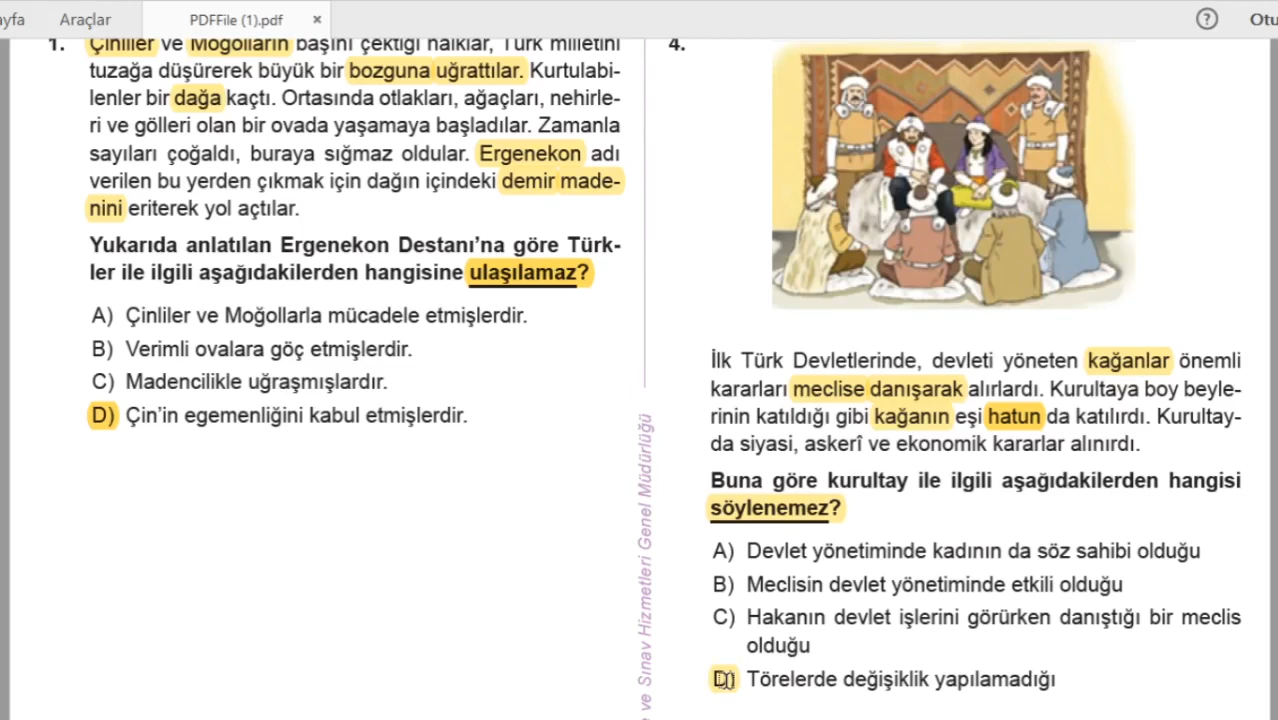 ayfa
Araçlar
PDFFile (1).pdf
×
?
Otu
1. Çinliler ve Moğolların başını çektiği halklar, Türk milletini
tuzağa düşürerek büyük bir bozguna uğrattılar. Kurtulabi-
lenler bir dağa kaçtı. Ortasında otlakları, ağaçları, nehirle-
ri ve gölleri olan bir ovada yaşamaya başladılar. Zamanla
sayıları çoğaldı, buraya sığmaz oldular. Ergenekon adı
verilen bu yerden çıkmak için dağın içindeki demir made-
nini eriterek yol açtılar.
Yukarıda anlatılan Ergenekon Destanı’na göre Türk-
ler ile ilgili aşağıdakilerden hangisine ulaşılamaz?
A) Çinliler ve Moğollarla mücadele etmişlerdir.
B) Verimli ovalara göç etmişlerdir.
C) Madencilikle uğraşmışlardır.
D) Çin’in egemenliğini kabul etmişlerdir.
ve Sınav Hizmetleri Genel Müdürlüğü
4.
İlk Türk Devletlerinde, devleti yöneten kağanlar önemli
kararları meclise danışarak alırlardı. Kurultaya boy beyle-
rinin katıldığı gibi kağanın eşi hatun da katılırdı. Kurultay-
da siyasi, askerî ve ekonomik kararlar alınırdı.
Buna göre kurultay ile ilgili aşağıdakilerden hangisi
söylenemez?
A) Devlet yönetiminde kadının da söz sahibi olduğu
B) Meclisin devlet yönetiminde etkili olduğu
C) Hakanın devlet işlerini görürken danıştığı bir meclis
olduğu
D) Törelerde değişiklik yapılamadığı